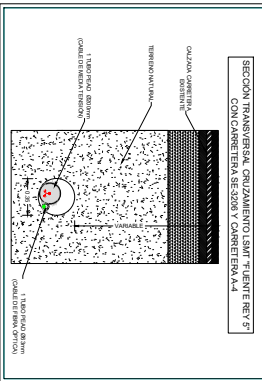 SECCIÓN TRANSVERSAL CRUZAMIENTO LSMT "FUENTE REY 5"
CON CARRETERA SE-3206 Y CARRETERA A-4
CALZADA CARRETERA
EXISTENTE
TERRENO NATURAL
1 TUBO PEAD Ø200mm
(CABLE DE MEDIA TENSIÓN)
VARIABLE
1 TUBO PEAD Ø63mm
(CABLE DE FIBRA ÓPTICA)